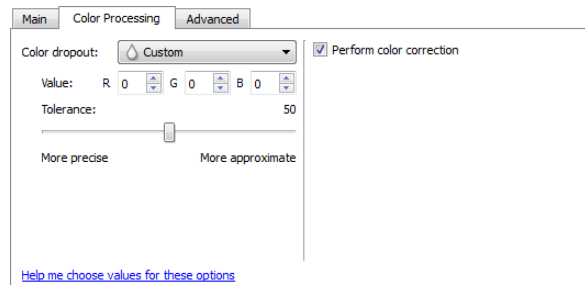 Main Color Processing Advanced
Color dropout: Custom Perform color correction
Value: R 0 G 0 B 0
Tolerance: 50
More precise More approximate
Help me choose values for these options